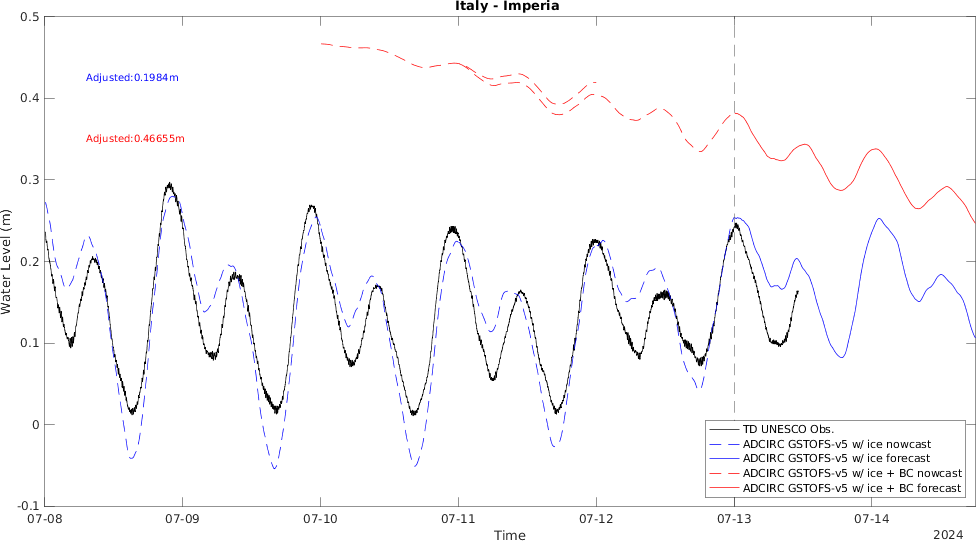 Italy - Imperia
0.5
0.4
0.3
0.2
0.1
0
-0.1
Water Level (m)
Adjusted:0.1984m
Adjusted:0.46655m
TD UNESCO Obs.
ADCIRC GSTOFS-v5 w/ ice nowcast
ADCIRC GSTOFS-v5 w/ ice forecast
ADCIRC GSTOFS-v5 w/ ice + BC nowcast
ADCIRC GSTOFS-v5 w/ ice + BC forecast
07-08 07-09 07-10 07-11 07-12 07-13 07-14
Time
2024